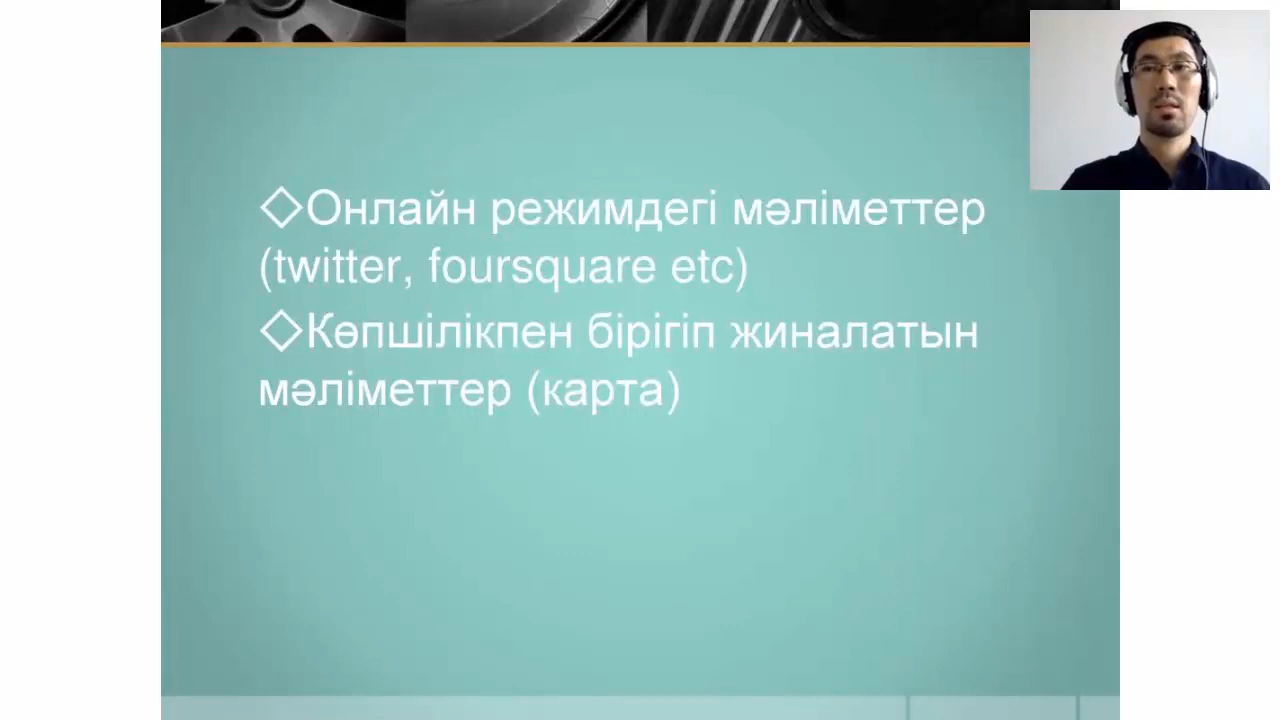 ◇Онлайн режимдегі мәліметтер
(twitter, foursquare etc)
◇Көпшілікпен бірігіп жиналатын
мәліметтер (карта)